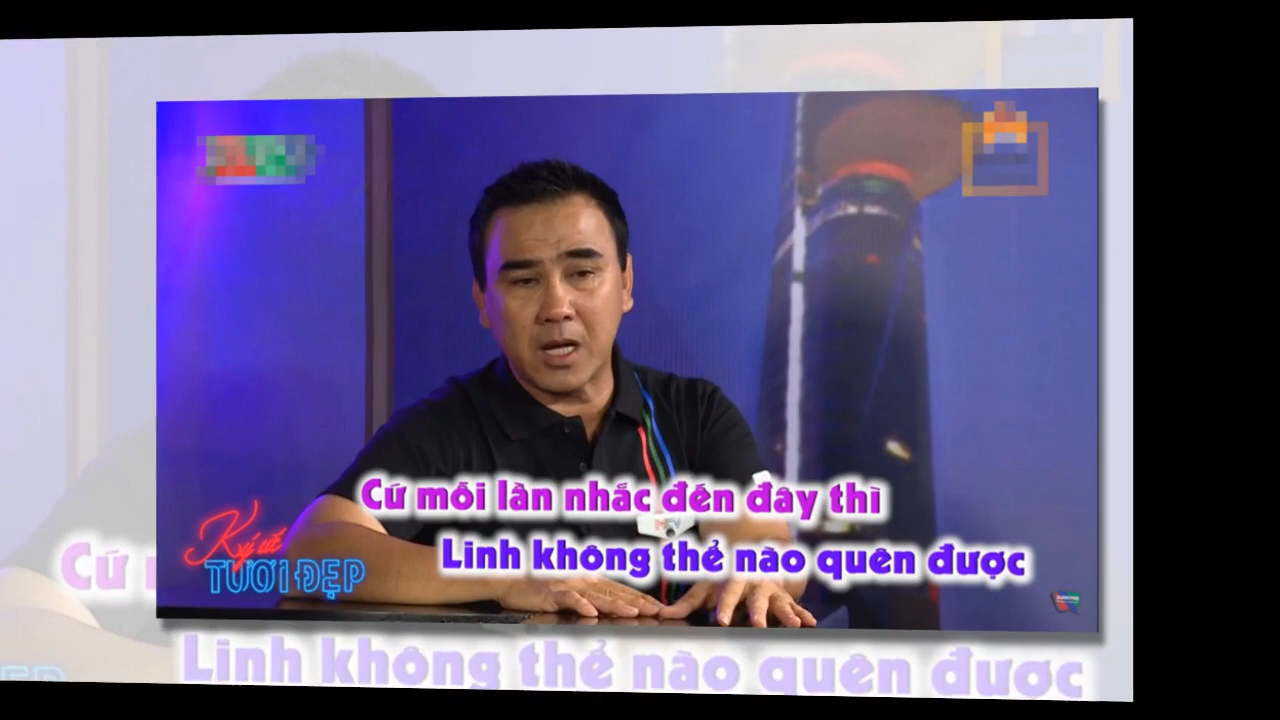 Cứ mỗi lần nhắc đến đây thì
Linh không thể nào quên được
Ký ức
TƯƠI ĐẸP
Cứ
Linh không thể nào quên được